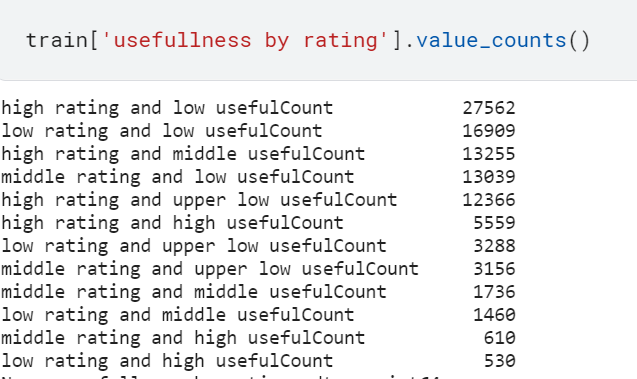 train['usefullness by rating'].value_counts()
high rating and low usefulCount 27562
low rating and low usefulCount 16909
high rating and middle usefulCount 13255
middle rating and low usefulCount 13039
high rating and upper low usefulCount 12366
high rating and high usefulCount 5559
low rating and upper low usefulCount 3288
middle rating and upper low usefulCount 3156
middle rating and middle usefulCount 1736
low rating and middle usefulCount 1460
middle rating and high usefulCount 610
low rating and high usefulCount 530